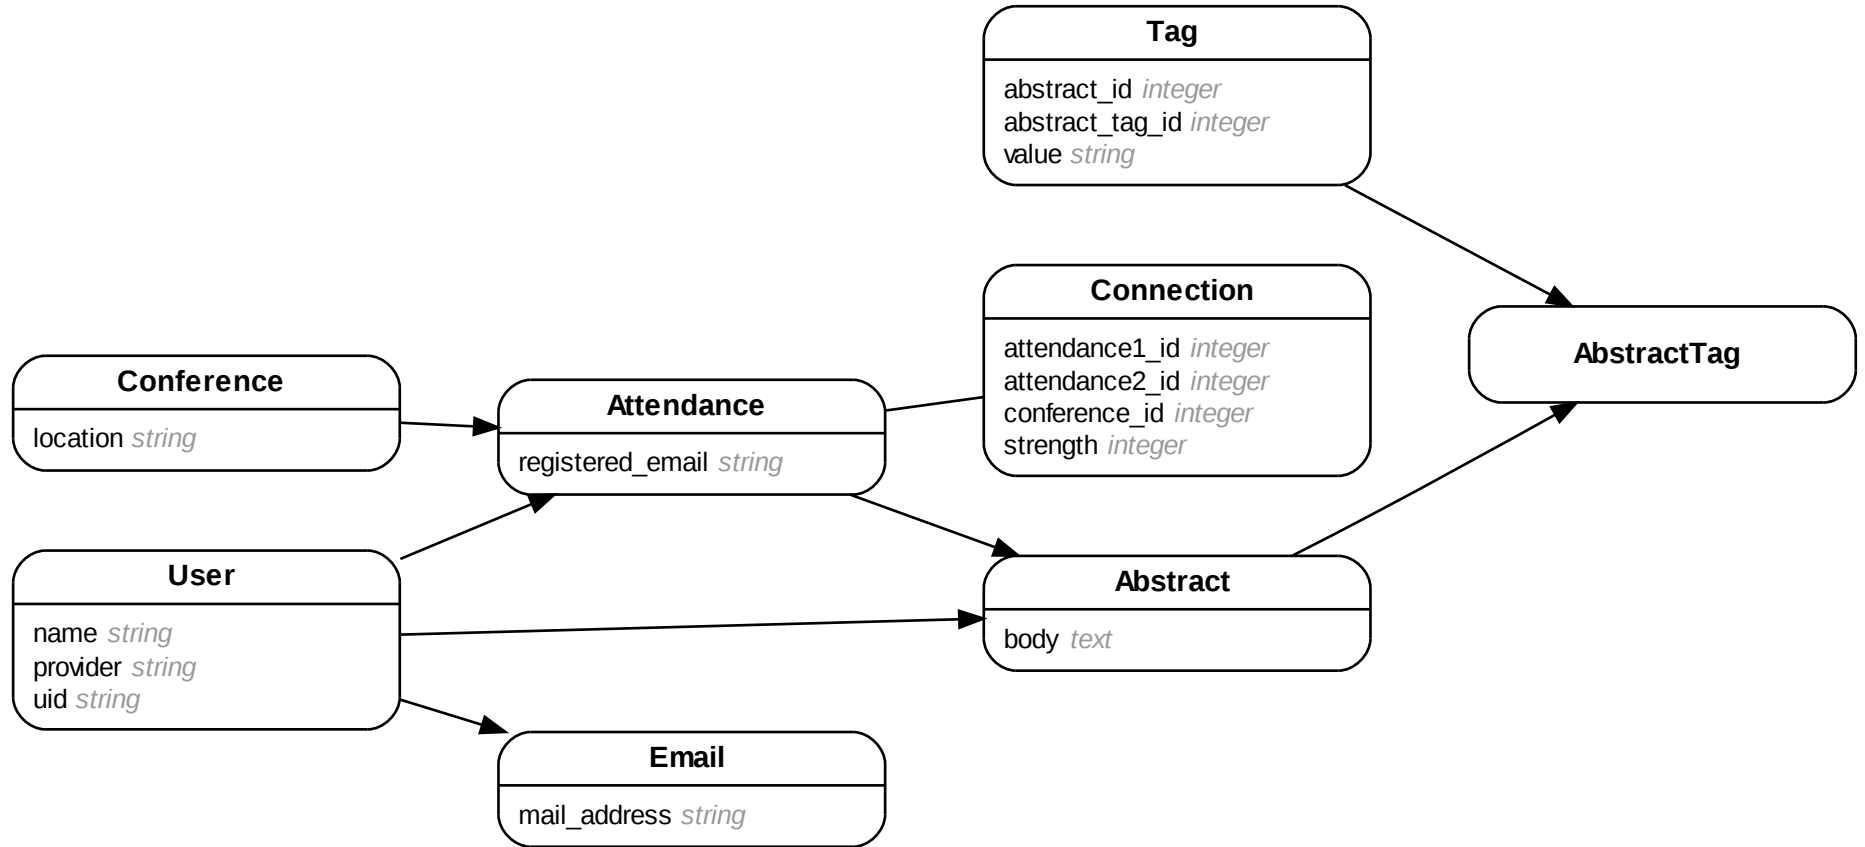 Tag
abstract_id integer
abstract_tag_id integer
value string
Connection
attendance1_id integer
attendance2_id integer
conference_id integer
strength integer
AbstractTag
Conference
location string
Attendance
registered_email string
User
name string
provider string
uid string
Abstract
body text
Email
mail_address string